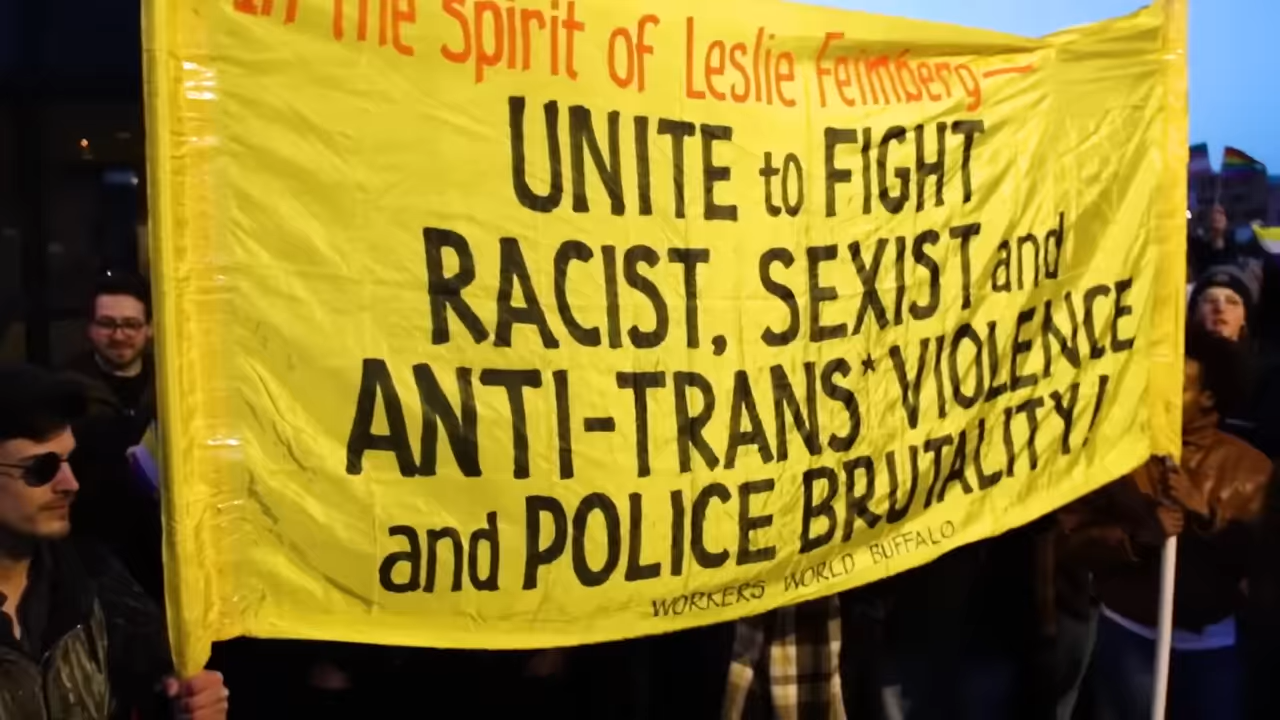 In the Spirit of Leslie Feinberg—
UNITE to FIGHT
RACIST, SEXIST and
ANTI-TRANS* VIOLENCE
and POLICE BRUTALITY!
WORKERS WORLD BUFFALO